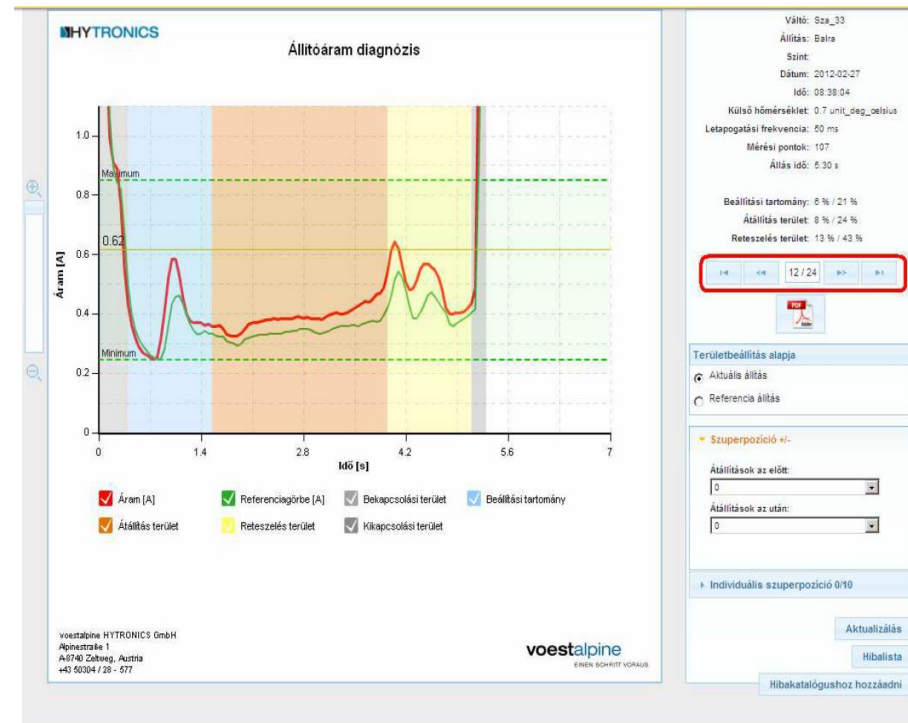 HYTRONICS
Állítóáram diagnózis
1.0
Maximum
0.8
0.62
0.6
Áram [A]
0.4
Minimum
0.2
0
0 1.4 2.8 4.2 5.6 7
Idő [s]
Áram [A] Referenciagörbe [A] Bekapcsolási terület Beállítási tartomány
Átállítás terület Reteszelés terület Kikapcsolási terület
voestalpine HYTRONICS GmbH
Alpinestraße 1
A-8740 Zeltweg, Austria
+43 50304 / 28 - 577
voestalpine
EINEN SCHRITT VORAUS
Váltó: Sza_33
Állítás: Balra
Szint:
Dátum: 2012-02-27
Idő: 08:38:04
Külső hőmérséklet: 0.7 unit_deg_celsius
Letapogatási frekvencia: 50 ms
Mérési pontok: 107
Állás idő: 5.30 s
Beállítási tartomány: 6 % / 21 %
Átállítás terület: 8 % / 24 %
Reteszelés terület: 13 % / 43 %
12 / 24
PDF
Adobe
Területbeállítás alapja
Aktuális állítás
Referencia állítás
Szuperpozíció +/-
Átállítások az előtt:
0
Átállítások az után:
0
Individuális szuperpozíció 0/10
Aktualizálás
Hibalista
Hibakatalógushoz hozzáadni